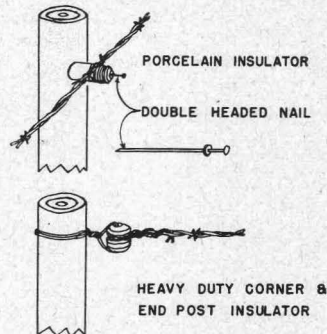 PORCELAIN INSULATOR
DOUBLE HEADED NAIL
HEAVY DUTY CORNER &
END POST INSULATOR